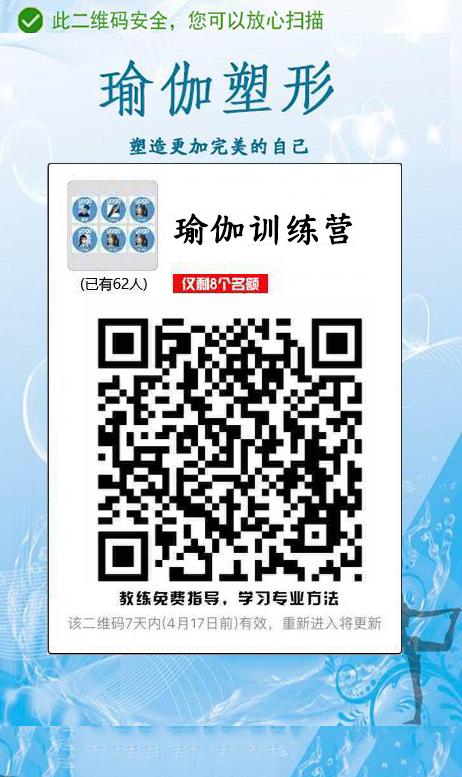 此二维码安全，您可以放心扫描
瑜伽塑形
塑造更加完美的自己
瑜伽训练营
(已有62人)
仅剩8个名额
教练免费指导，学习专业方法
该二维码7天内(4月17日前)有效，重新进入将更新